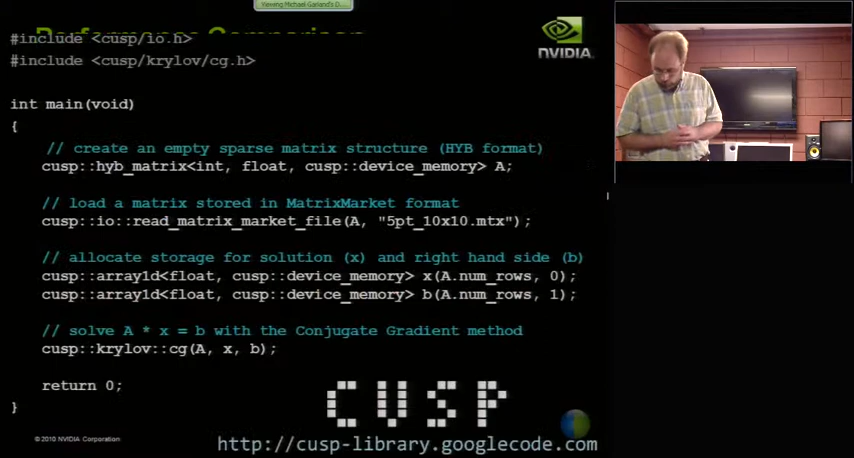 Viewing Michael Garland's D...
Performance Comparison
#include <cusp/io.h>
#include <cusp/krylov/cg.h>
NVIDIA.
int main(void)
{
// create an empty sparse matrix structure (HYB format)
cusp::hyb_matrix<int, float, cusp::device_memory> A;
// load a matrix stored in MatrixMarket format
cusp::io::read_matrix_market_file(A, "5pt_10x10.mtx");
// allocate storage for solution (x) and right hand side (b)
cusp::array1d<float, cusp::device_memory> x(A.num_rows, 0);
cusp::array1d<float, cusp::device_memory> b(A.num_rows, 1);
// solve A * x = b with the Conjugate Gradient method
cusp::krylov::cg(A, x, b);
return 0;
}
CUSP
© 2010 NVIDIA Corporation
http://cusp-library.googlecode.com